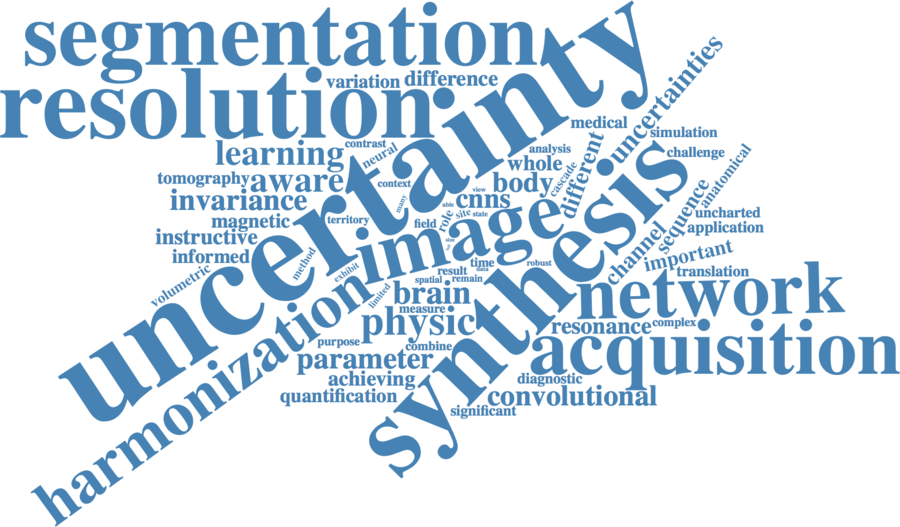 segmentation
uncertainty
resolution
variation
difference
uncertainties
medical
simulation
contrast
neural
learning
analysis
whole
different
challenge
synthesis
tomography
aware
context
body
cascade
anatomical
invariance
many
view
cnns
able
magnetic
territory
field
role
site
state
image
sequence
uncharted
application
channel
instructive
informed
method
important
volumetric
exhibit
time
data
result
robust
translation
spatial
remain
limited
brain
network
harmonization
measure
physic
resonance
complex
purpose
combine
acquisition
parameter
achieving
diagnostic
quantification
convolutional
significant